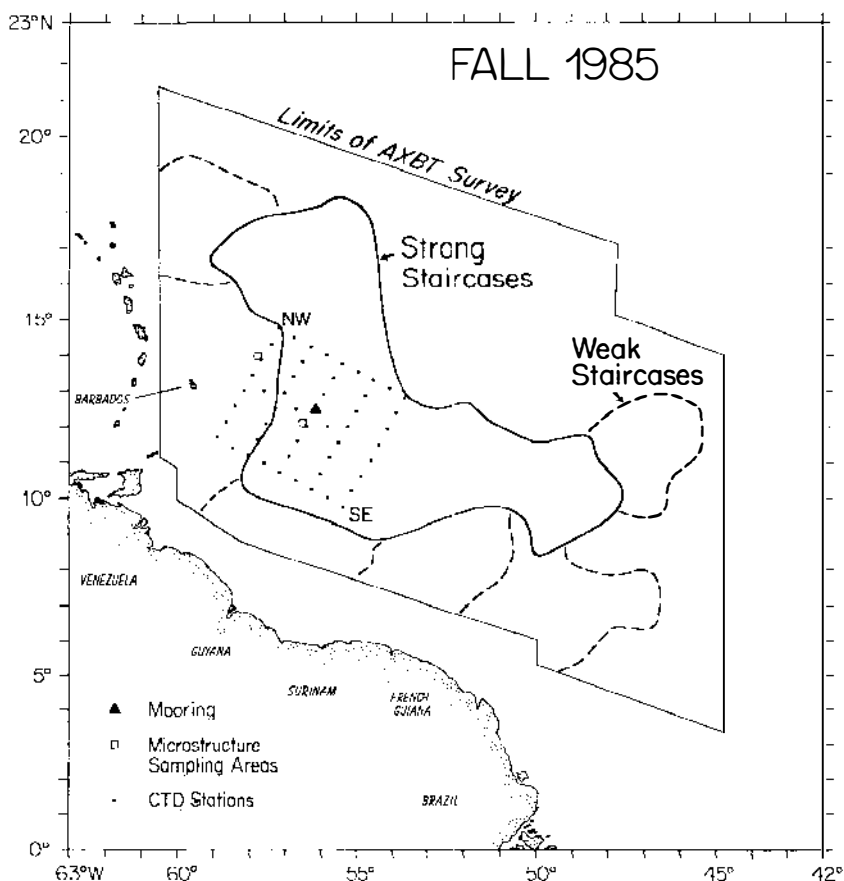 23°N
FALL 1985
Limits of AXBT Survey
20°
Strong
Staircases
15°
NW
Weak
Staircases
BARBADOS
10°
SE
VENEZUELA
GUYANA
5°
SURINAM
FRENCH
GUIANA
Mooring
Microstructure
Sampling Areas
CTD Stations
BRAZIL
0°
63°W
60°
55°
50°
45°
42°